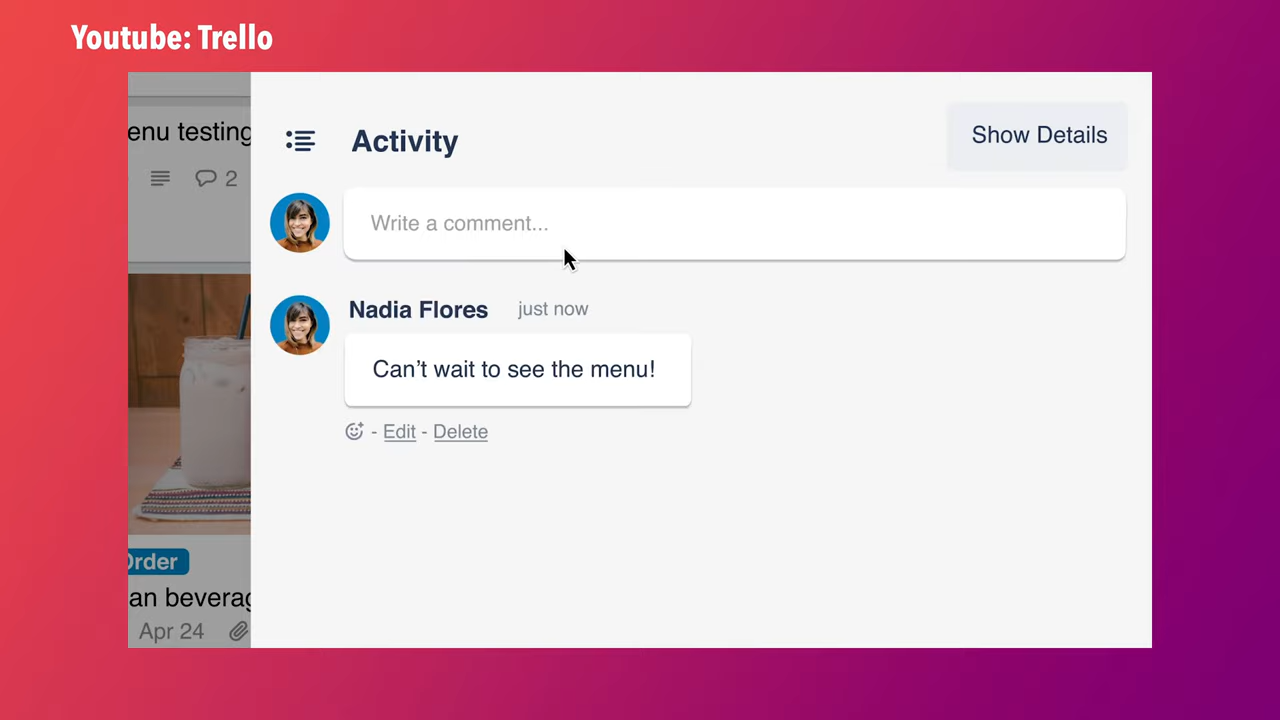 Youtube: Trello
enu testing
2
Activity
Show Details
Write a comment...
Nadia Flores just now
Can't wait to see the menu!
- Edit - Delete
Order
an beverag
Apr 24